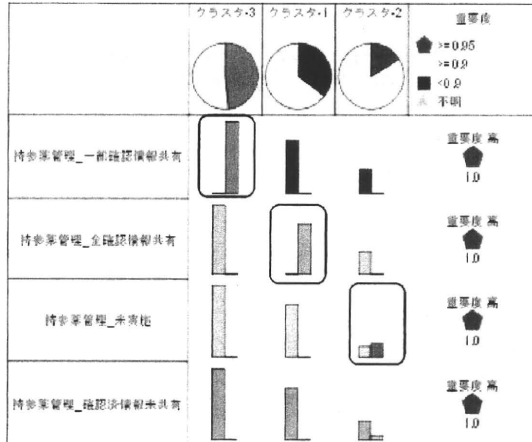 クラスタ-3 クラスタ-1 クラスタ-2 重要度
>=0.95
>=0.9
<0.9
不明
持参薬管理_一部確認情報共有 重要度 高
1.0
持参薬管理_全確認情報共有 重要度 高
1.0
持参薬管理_未実施 重要度 高
1.0
持参薬管理_確認済情報未共有 重要度 高
1.0